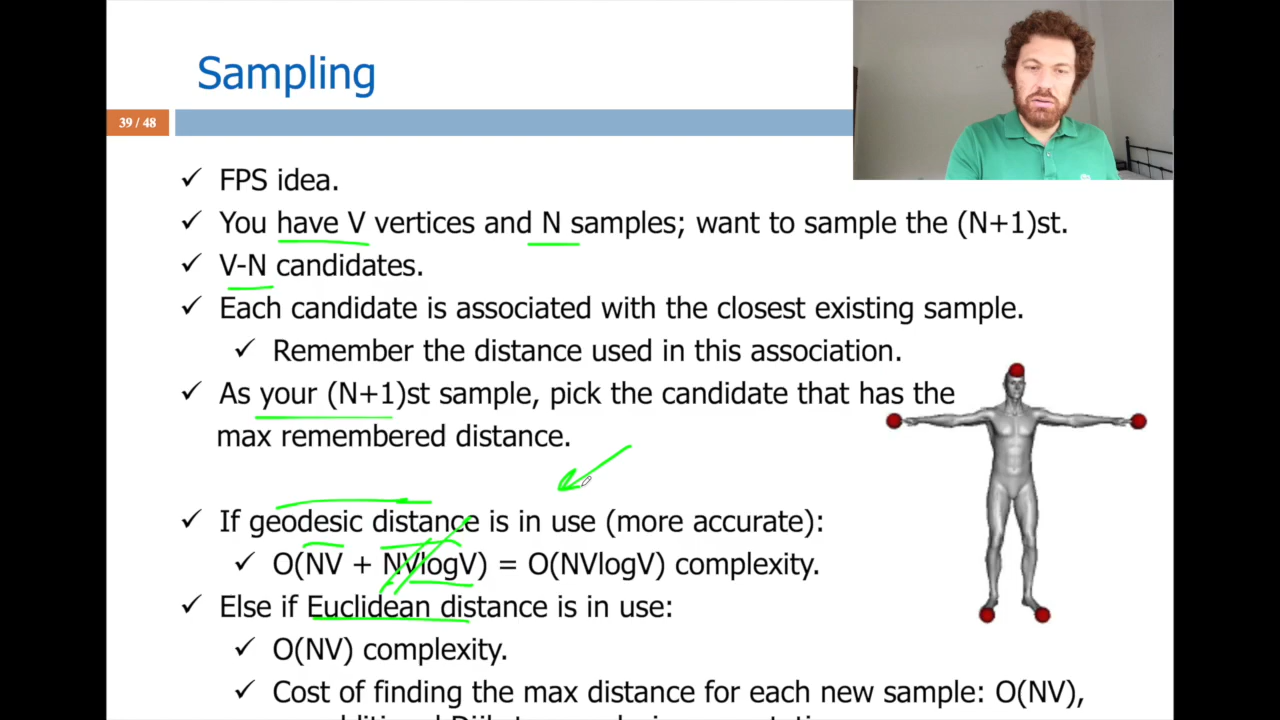 Sampling
39 / 48
✓ FPS idea.
✓ You have V vertices and N samples; want to sample the (N+1)st.
✓ V-N candidates.
✓ Each candidate is associated with the closest existing sample.
✓ Remember the distance used in this association.
✓ As your (N+1)st sample, pick the candidate that has the
max remembered distance.
✓ If geodesic distance is in use (more accurate):
✓ O(NV + NVlogV) = O(NVlogV) complexity.
✓ Else if Euclidean distance is in use:
✓ O(NV) complexity.
✓ Cost of finding the max distance for each new sample: O(NV),